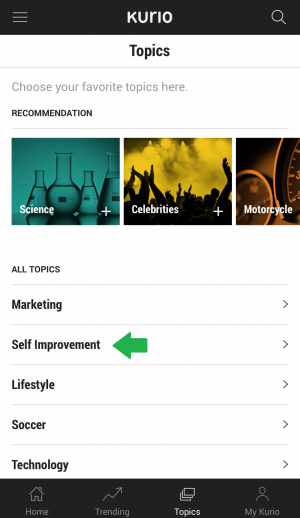 KURIO
Topics
Choose your favorite topics here.
RECOMMENDATION
Science
Celebrities
Motorcycle
ALL TOPICS
Marketing
Self Improvement
Lifestyle
Soccer
Technology
Home Trending Topics My Kurio